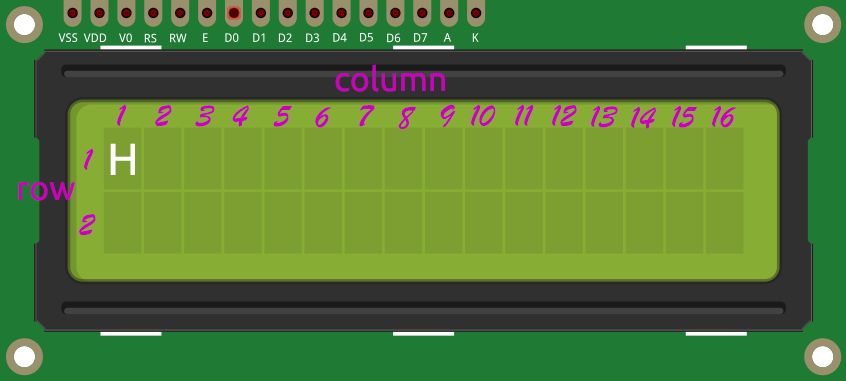 VSS VDD V0 RS RW E D0 D1 D2 D3 D4 D5 D6 D7 A K
column
1 2 3 4 5 6 7 8 9 10 11 12 13 14 15 16
1 H
row
2